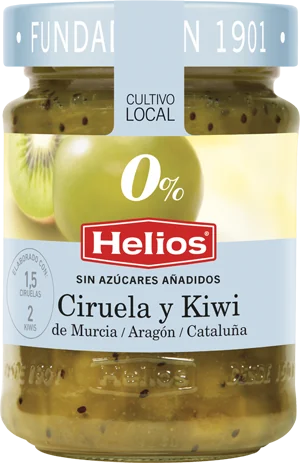 • FUNDA N 1901 •
CULTIVO
LOCAL
0%
Helios®
SIN AZÚCARES AÑADIDOS
ELABORADO CON
1,5
CIRUELAS
2
KIWIS
Ciruela y Kiwi
de Murcia / Aragón / Cataluña
Helios